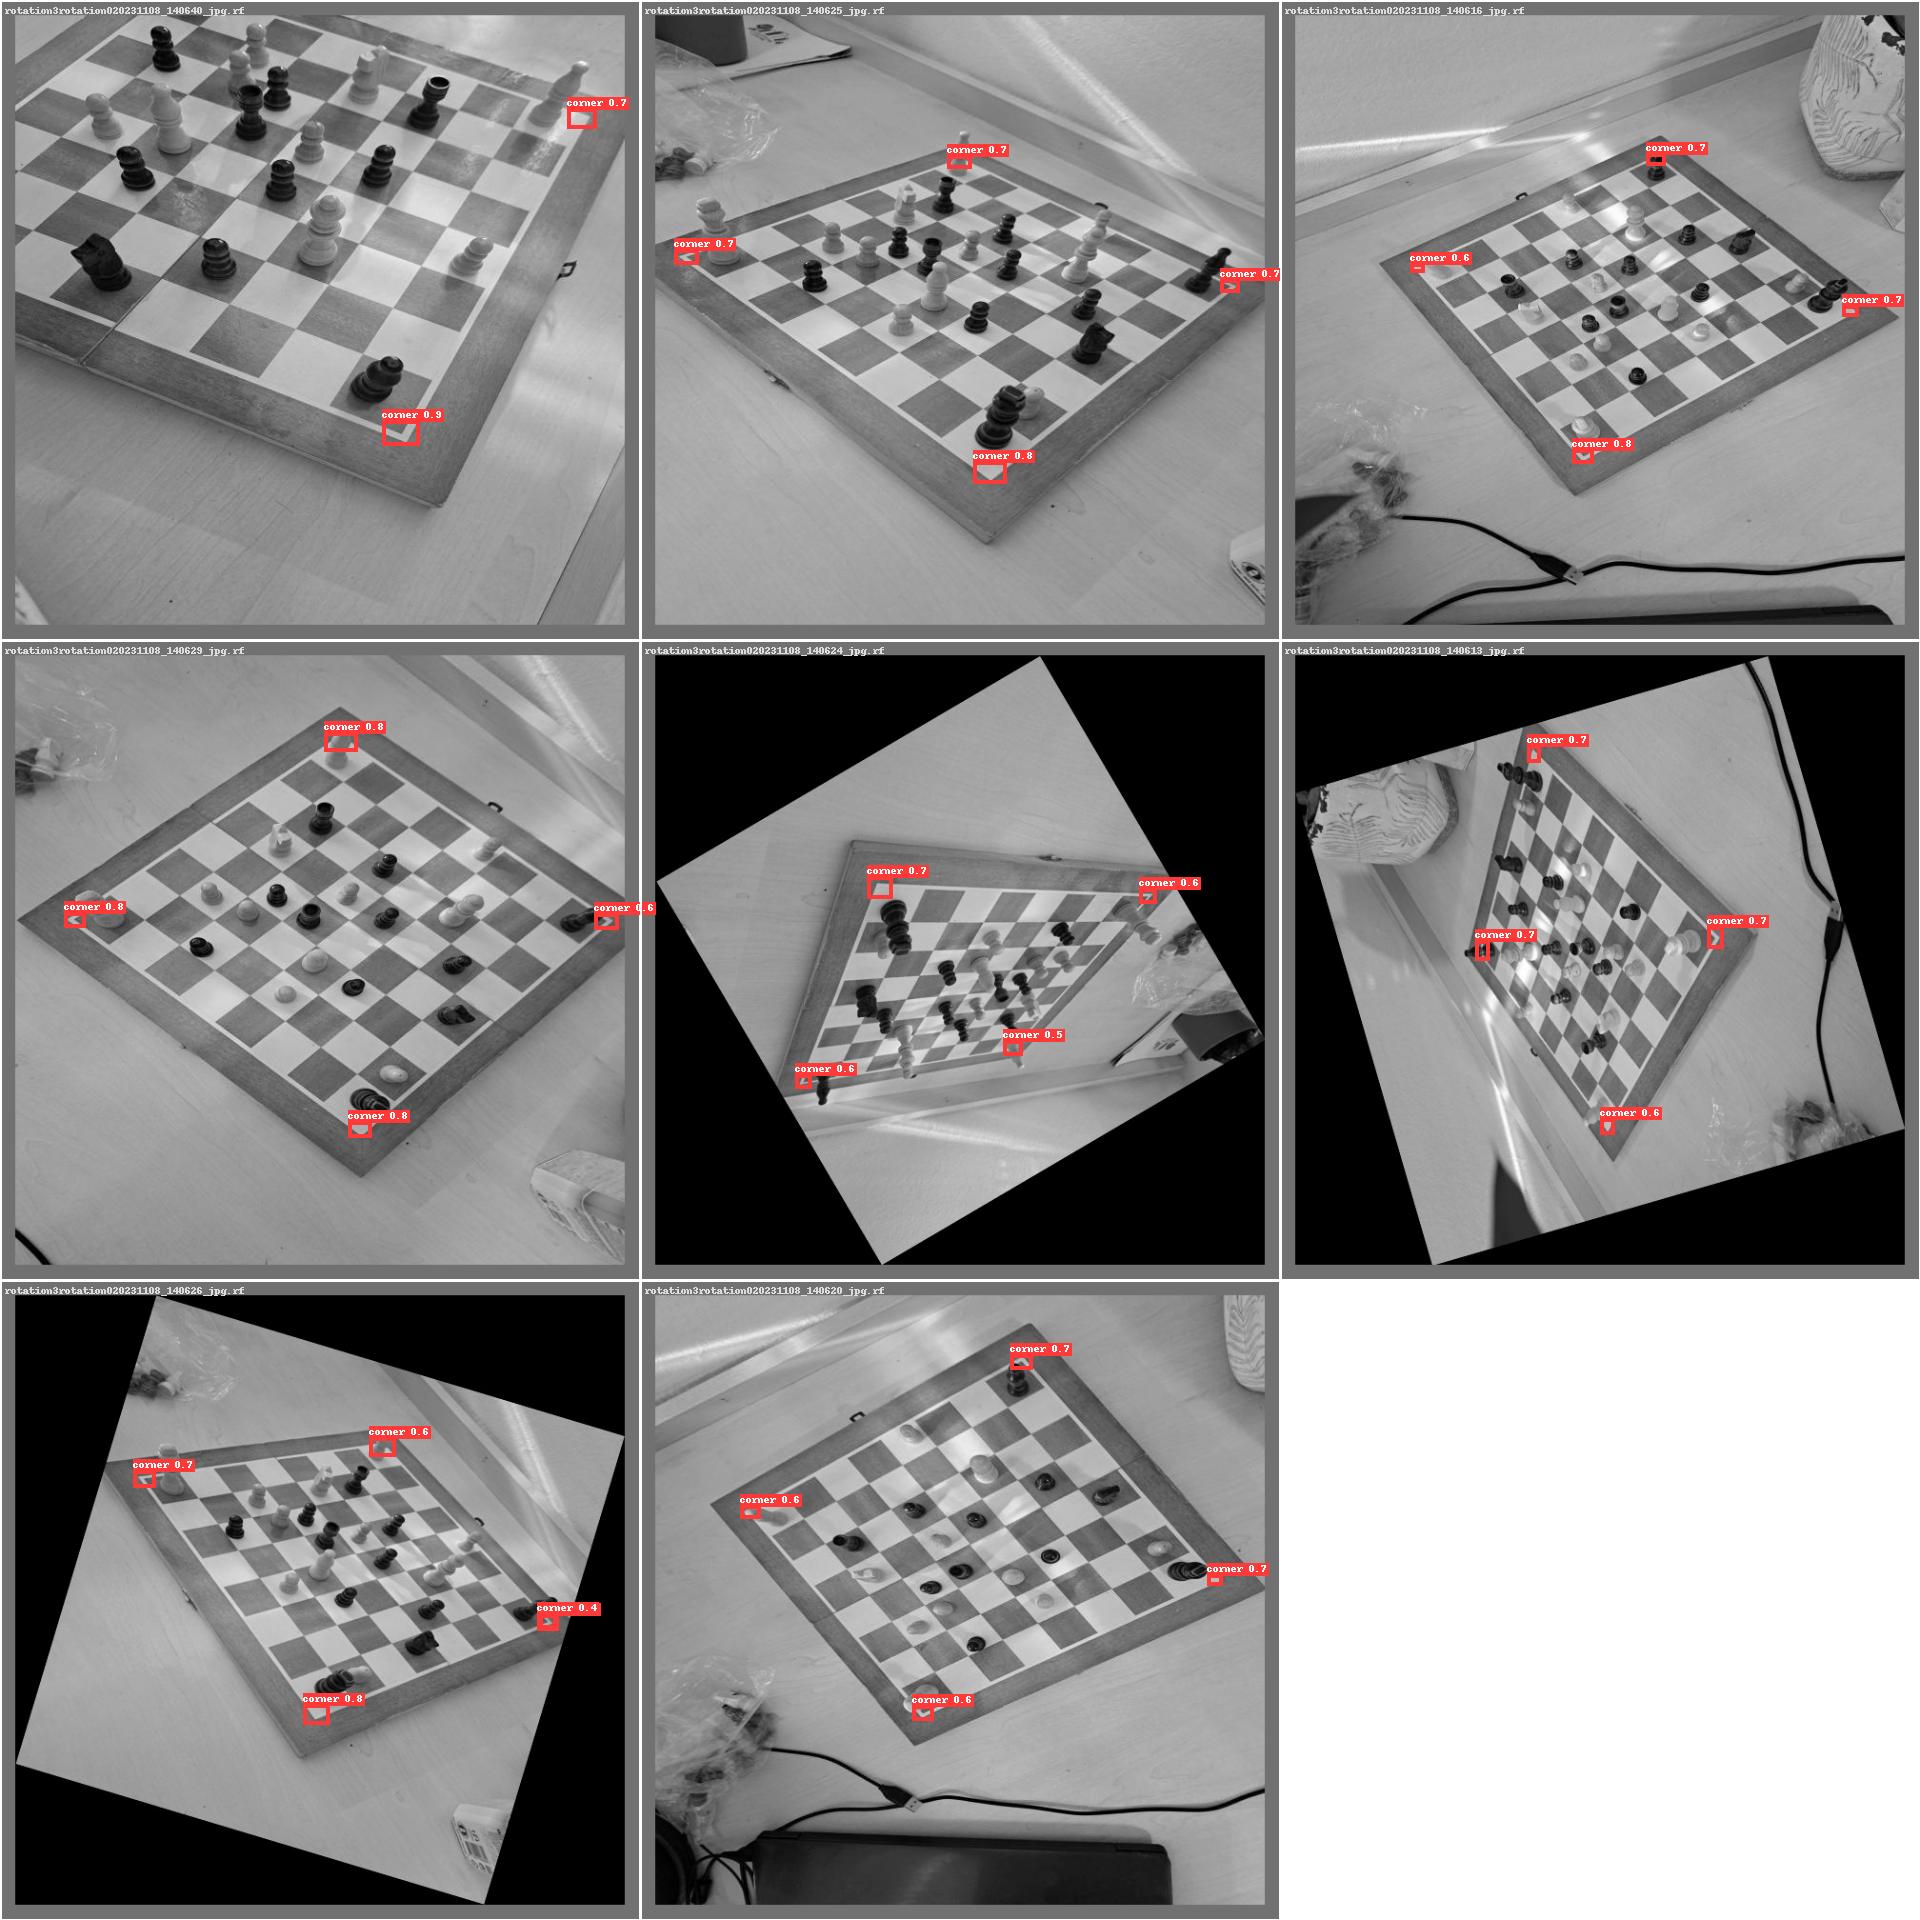 rotation3rotation020231108_140640_jpg.rf
corner 0.7
corner 0.9
rotation3rotation020231108_140625_jpg.rf
corner 0.7
corner 0.7
corner 0.7
corner 0.8
rotation3rotation020231108_140616_jpg.rf
corner 0.7
corner 0.6
corner 0.7
corner 0.8
rotation3rotation020231108_140629_jpg.rf
corner 0.8
corner 0.8
corner 0.6
corner 0.8
rotation3rotation020231108_140624_jpg.rf
corner 0.7
corner 0.6
corner 0.5
corner 0.6
rotation3rotation020231108_140613_jpg.rf
corner 0.7
corner 0.7
corner 0.7
corner 0.6
rotation3rotation020231108_140626_jpg.rf
corner 0.6
corner 0.7
corner 0.4
corner 0.8
rotation3rotation020231108_140620_jpg.rf
corner 0.7
corner 0.6
corner 0.7
corner 0.6